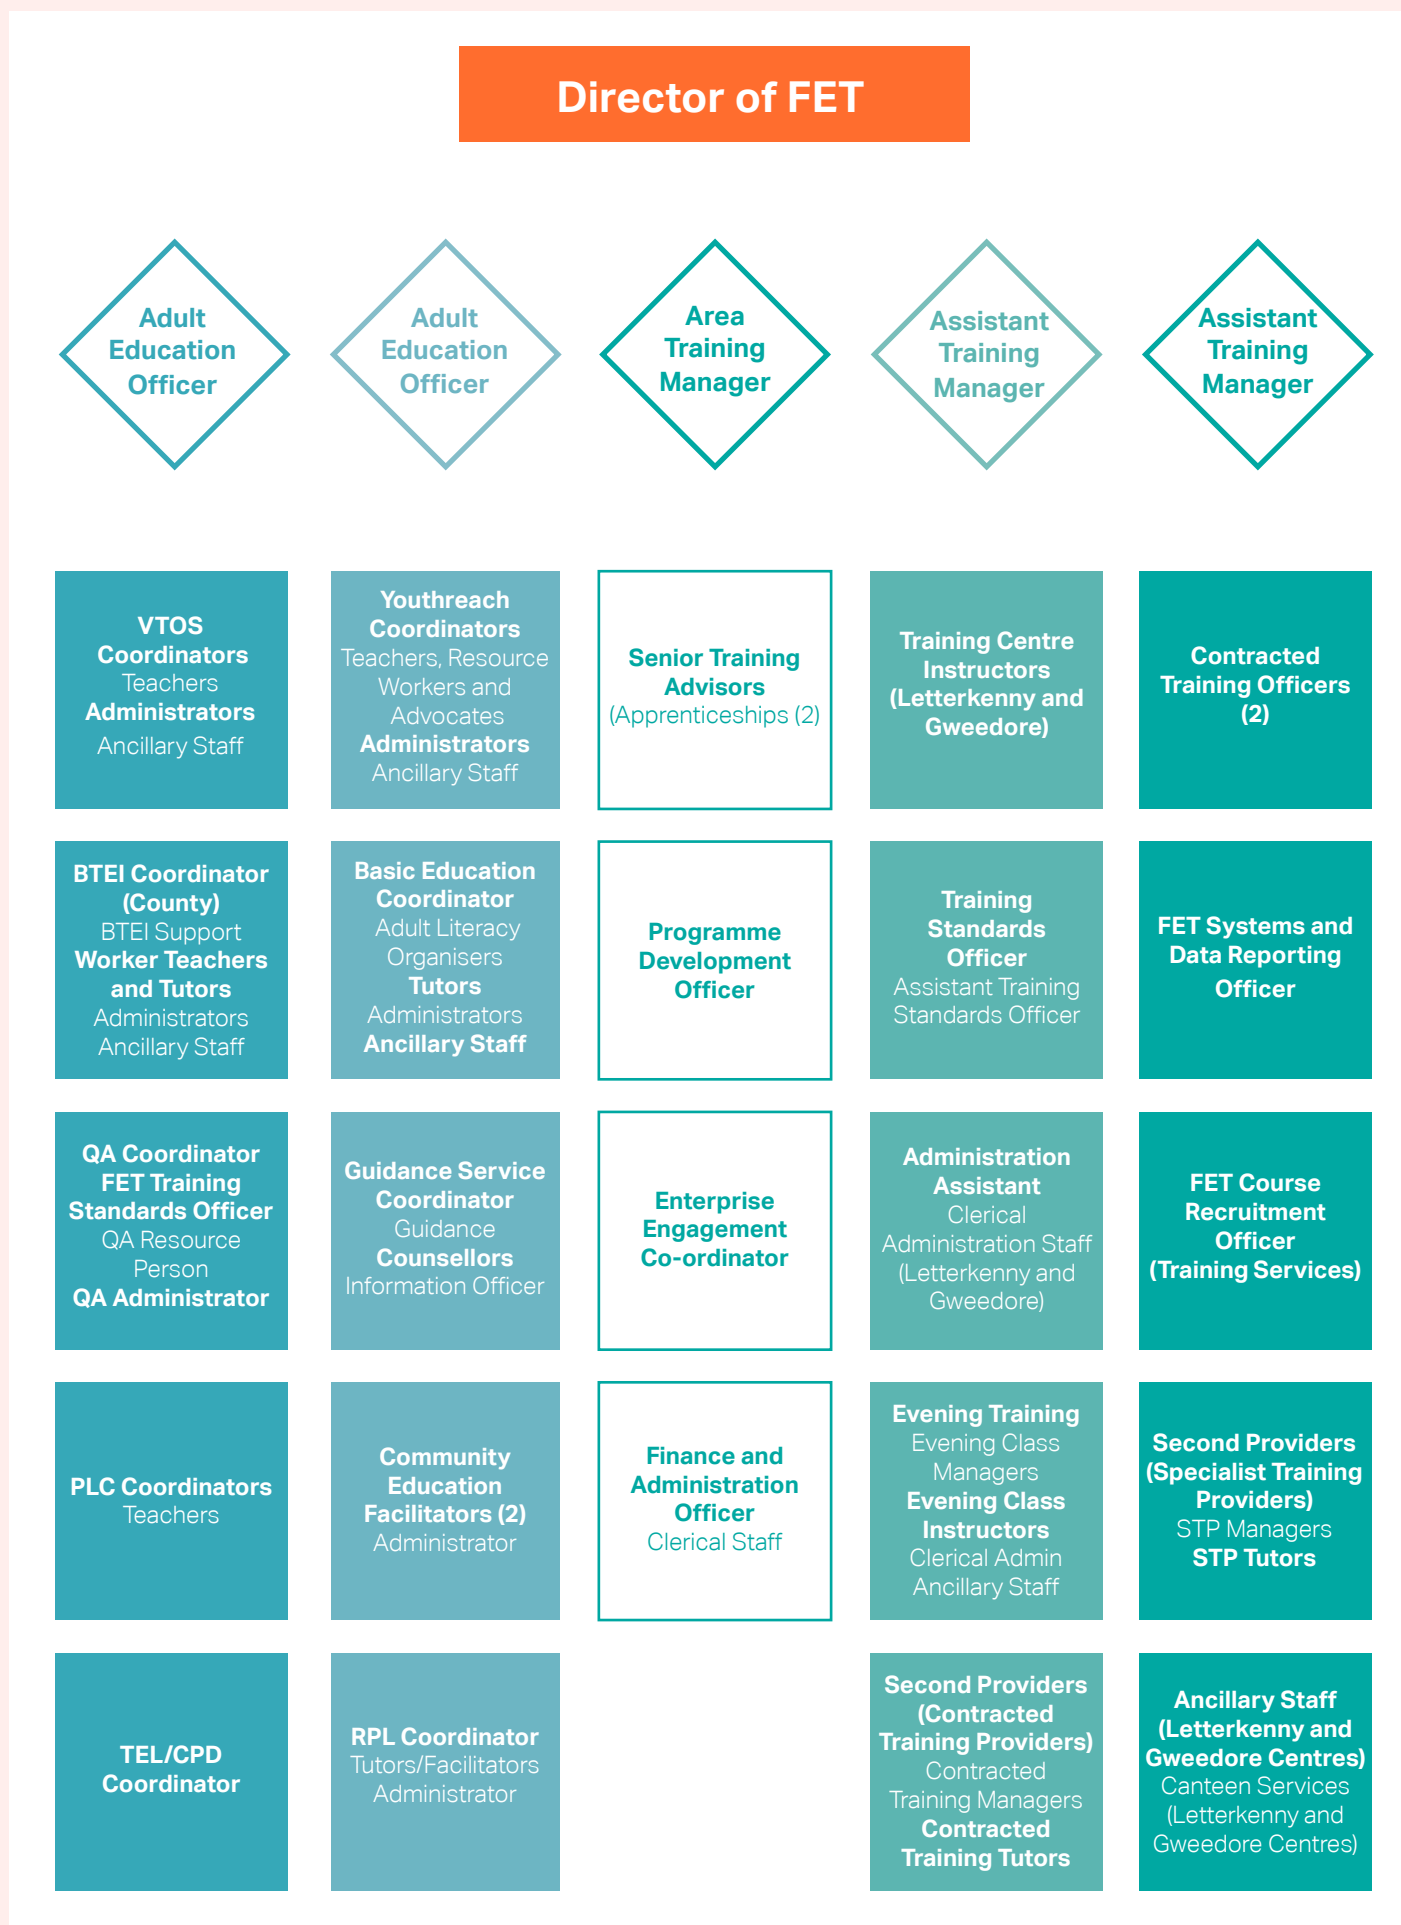 Director of FET
Adult
Education
Officer
Adult
Education
Officer
Area
Training
Manager
Assistant
Training
Manager
Assistant
Training
Manager
VTOS
Coordinators
Teachers
Administrators
Ancillary Staff
Youthreach
Coordinators
Teachers, Resource
Workers and
Advocates
Administrators
Ancillary Staff
Senior Training
Advisors
(Apprenticeships (2)
Training Centre
Instructors
(Letterkenny and
Gweedore)
Contracted
Training Officers
(2)
BTEI Coordinator
(County)
BTEI Support
Worker Teachers
and Tutors
Administrators
Ancillary Staff
Basic Education
Coordinator
Adult Literacy
Organisers
Tutors
Administrators
Ancillary Staff
Programme
Development
Officer
Training
Standards
Officer
Assistant Training
Standards Officer
FET Systems and
Data Reporting
Officer
QA Coordinator
FET Training
Standards Officer
QA Resource
Person
QA Administrator
Guidance Service
Coordinator
Guidance
Counsellors
Information Officer
Enterprise
Engagement
Co-ordinator
Administration
Assistant
Clerical
Administration Staff
(Letterkenny and
Gweedore)
FET Course
Recruitment
Officer
(Training Services)
PLC Coordinators
Teachers
Community
Education
Facilitators (2)
Administrator
Finance and
Administration
Officer
Clerical Staff
Evening Training
Evening Class
Managers
Evening Class
Instructors
Clerical Admin
Ancillary Staff
Second Providers
(Specialist Training
Providers)
STP Managers
STP Tutors
TEL/CPD
Coordinator
RPL Coordinator
Tutors/Facilitators
Administrator
Second Providers
(Contracted
Training Providers)
Contracted
Training Managers
Contracted
Training Tutors
Ancillary Staff
(Letterkenny and
Gweedore Centres)
Canteen Services
(Letterkenny and
Gweedore Centres)